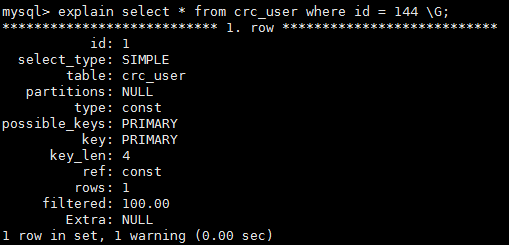 mysql> explain select * from crc_user where id = 144 \G;
*************************** 1. row ***************************
id: 1
select_type: SIMPLE
table: crc_user
partitions: NULL
type: const
possible_keys: PRIMARY
key: PRIMARY
key_len: 4
ref: const
rows: 1
filtered: 100.00
Extra: NULL
1 row in set, 1 warning (0.00 sec)